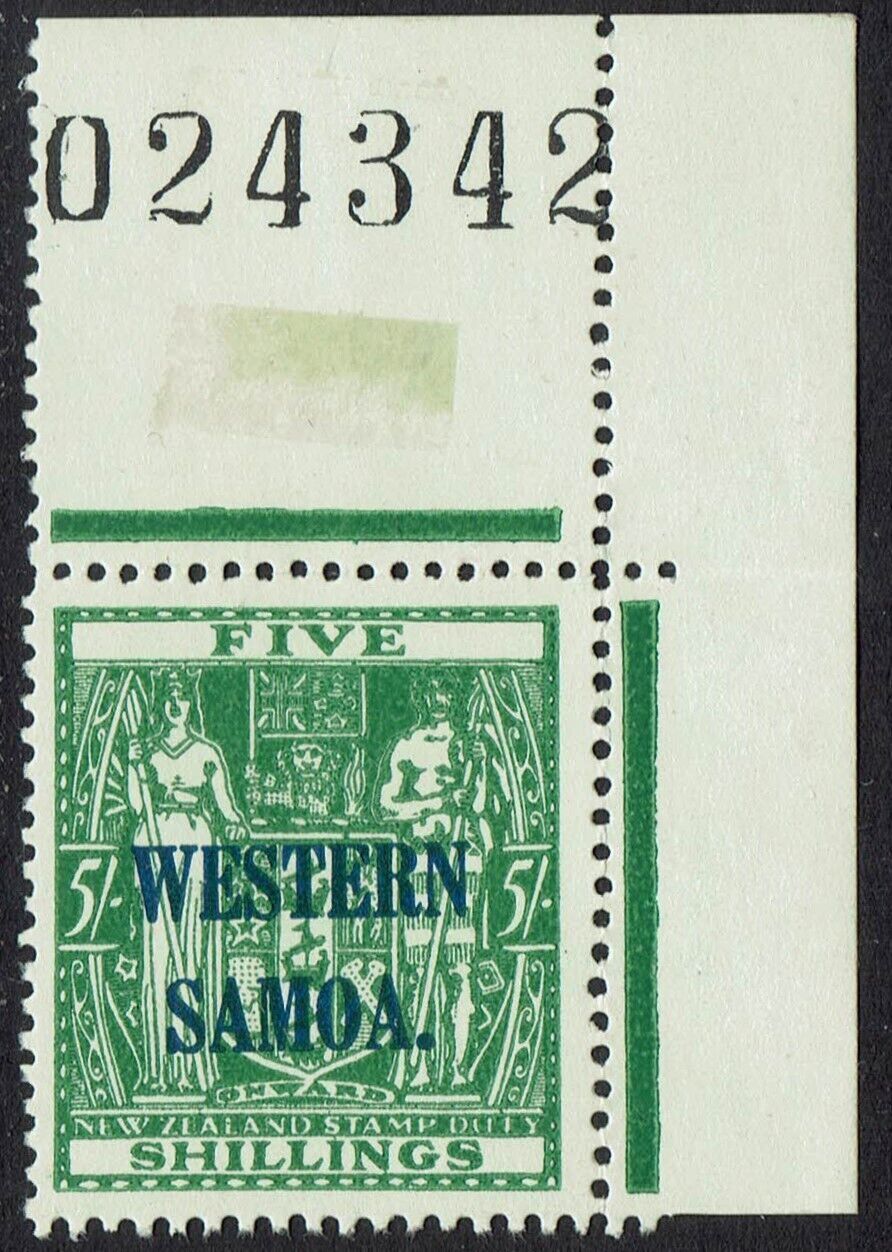 024342
FIVE
5/- 5/-
WESTERN
SAMOA.
ONWARD
NEW ZEALAND STAMP DUTY
SHILLINGS